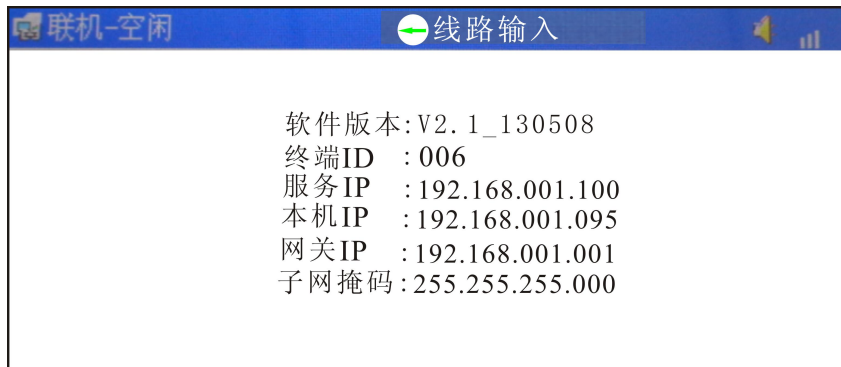 联机-空闲 线路输入
软件版本:V2.1_130508
终端ID :006
服务IP :192.168.001.100
本机IP :192.168.001.095
网关IP :192.168.001.001
子网掩码:255.255.255.000